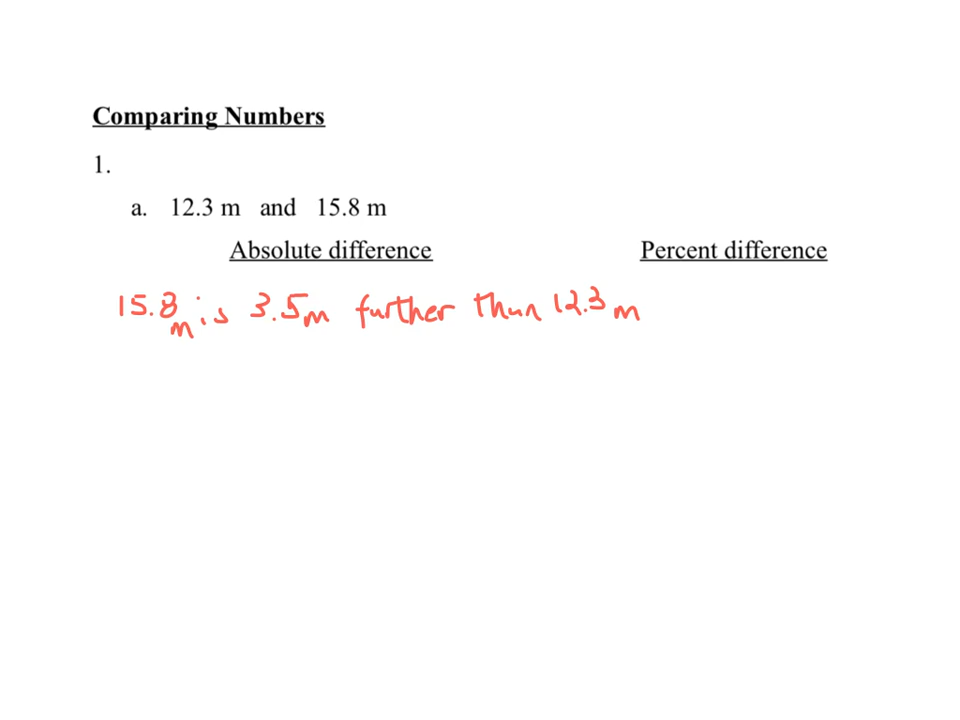 Comparing Numbers
1.
a. 12.3 m and 15.8 m
Absolute difference Percent difference
15.8 m is 3.5 m further than 12.3 m